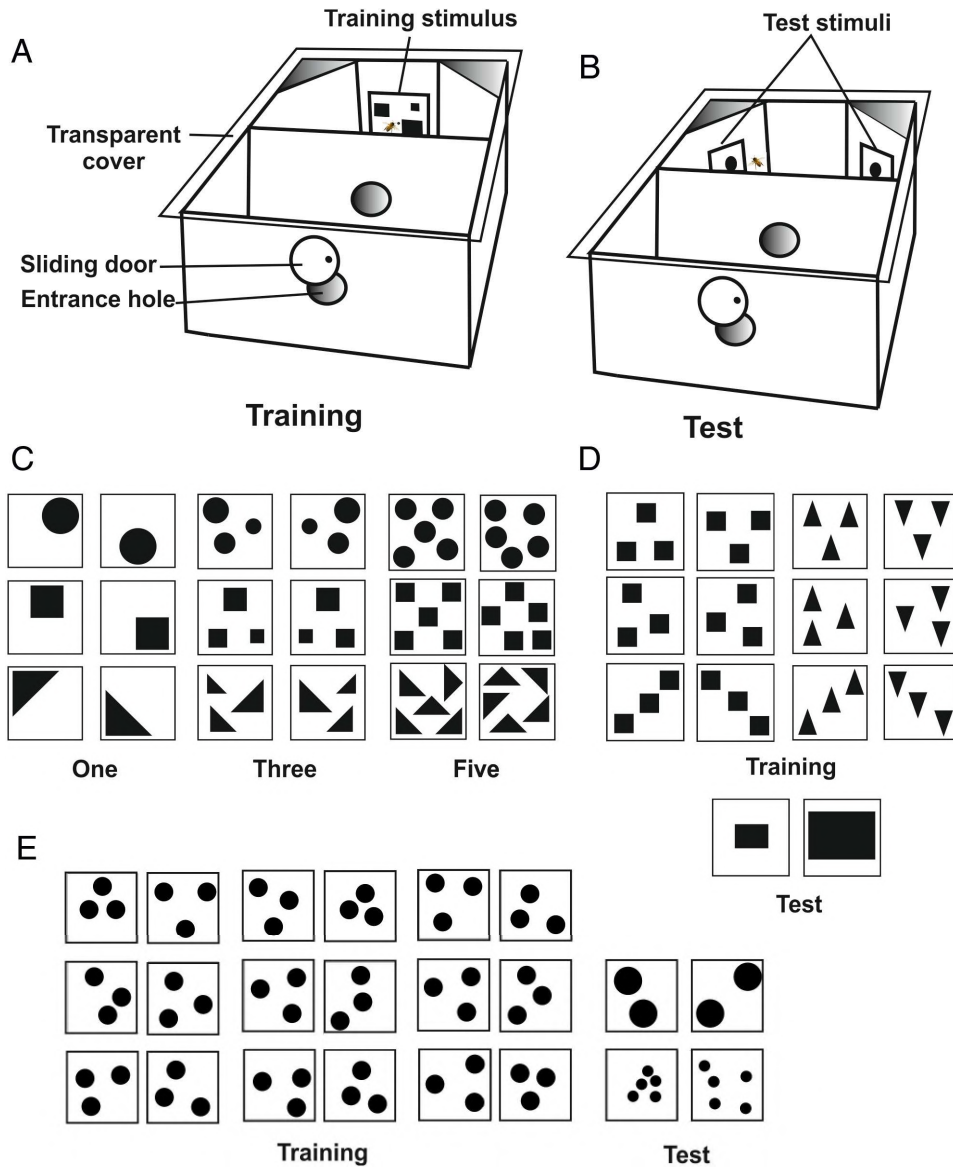 A
Training stimulus
B
Test stimuli
Transparent
cover
Sliding door
Entrance hole
Training
Test
C
D
One
Three
Five
Training
Test
E
Training
Test